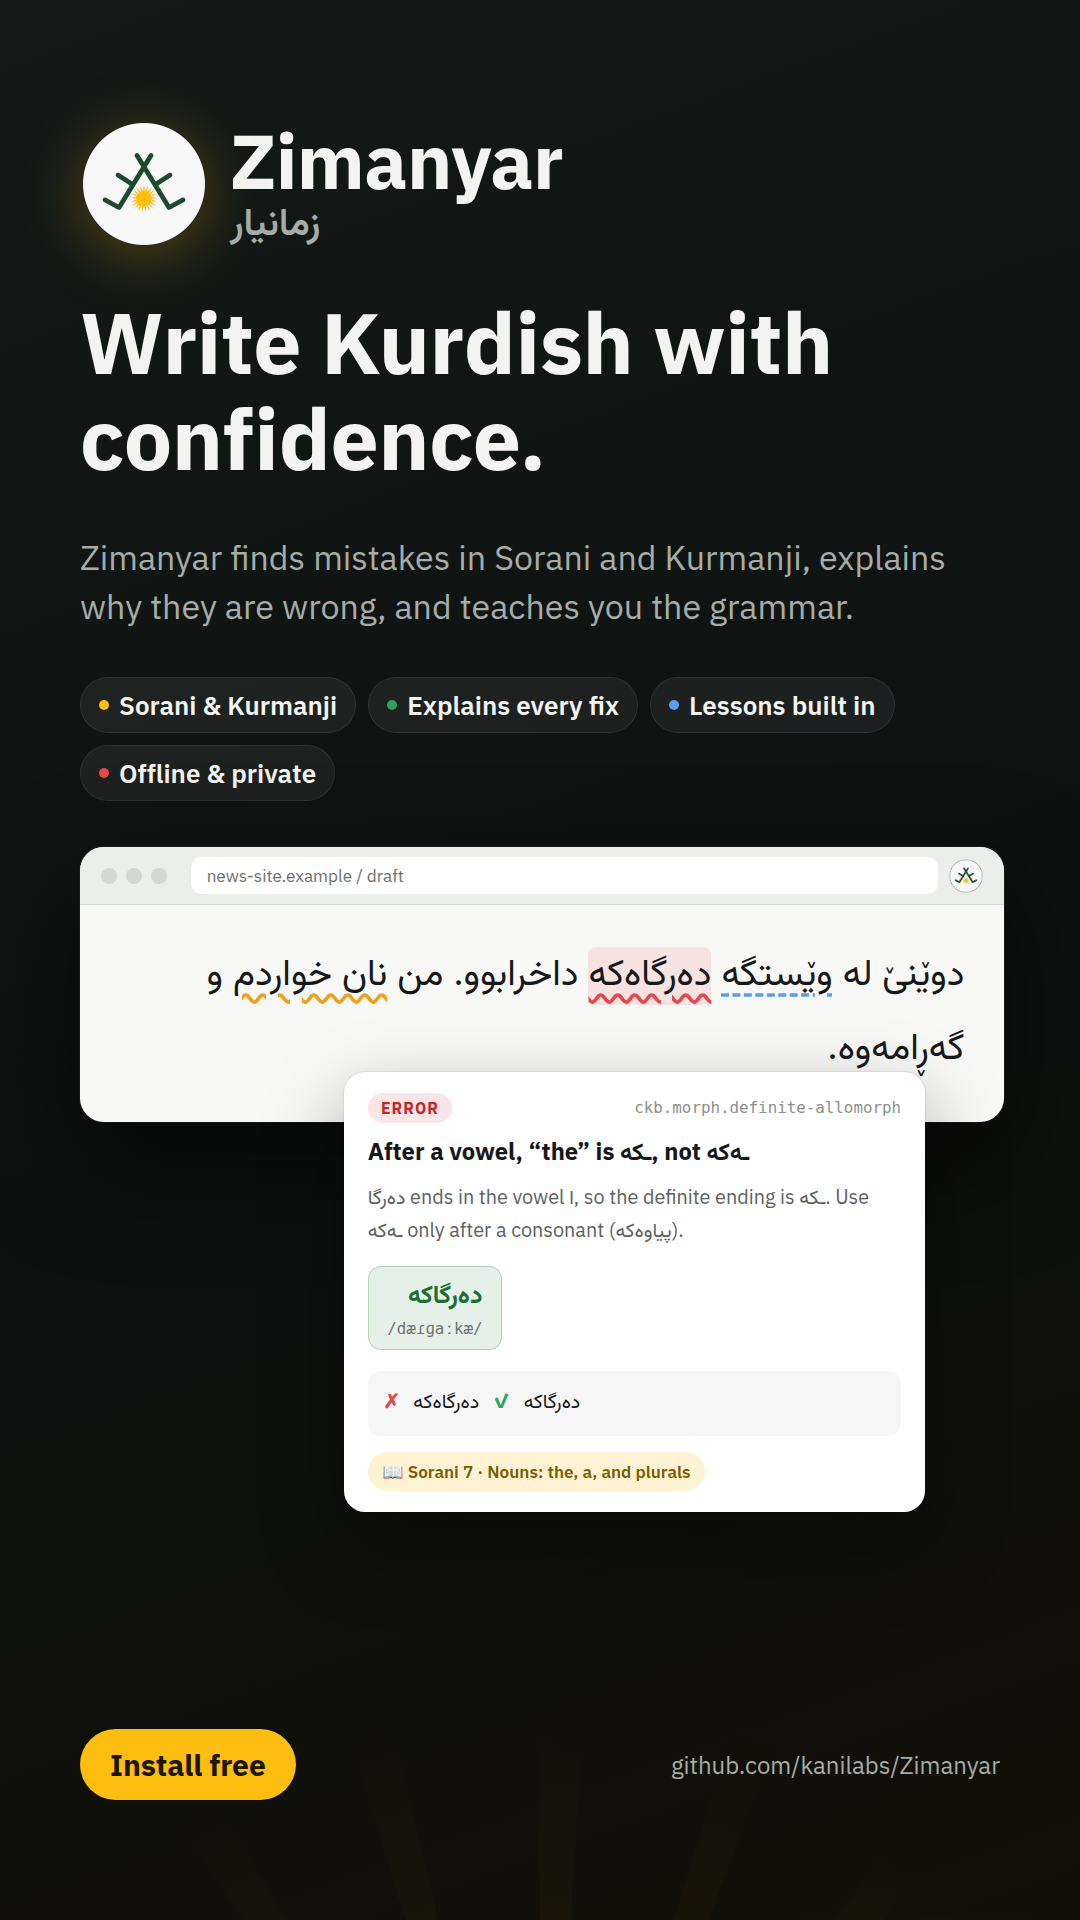 Zimanyar
زمانیار
Write Kurdish with
confidence.
Zimanyar finds mistakes in Sorani and Kurmanji, explains
why they are wrong, and teaches you the grammar.
Sorani & Kurmanji
Explains every fix
Lessons built in
Offline & private
news-site.example / draft
دوێنێ لە وێستگە دەرگاەکە داخرابوو. من نان خواردم و
گەڕامەوە.
ERROR
ckb.morph.definite-allomorph
After a vowel, “the” is ـکە, not ـەکە
دەرگا ends in the vowel ا, so the definite ending is ـکە. Use
ـەکە only after a consonant (پیاوەکە).
دەرگاکە
/dæɾɡaːkæ/
✗ دەرگاەکە ✓ دەرگاکە
📖 Sorani 7 · Nouns: the, a, and plurals
Install free
github.com/kanilabs/Zimanyar